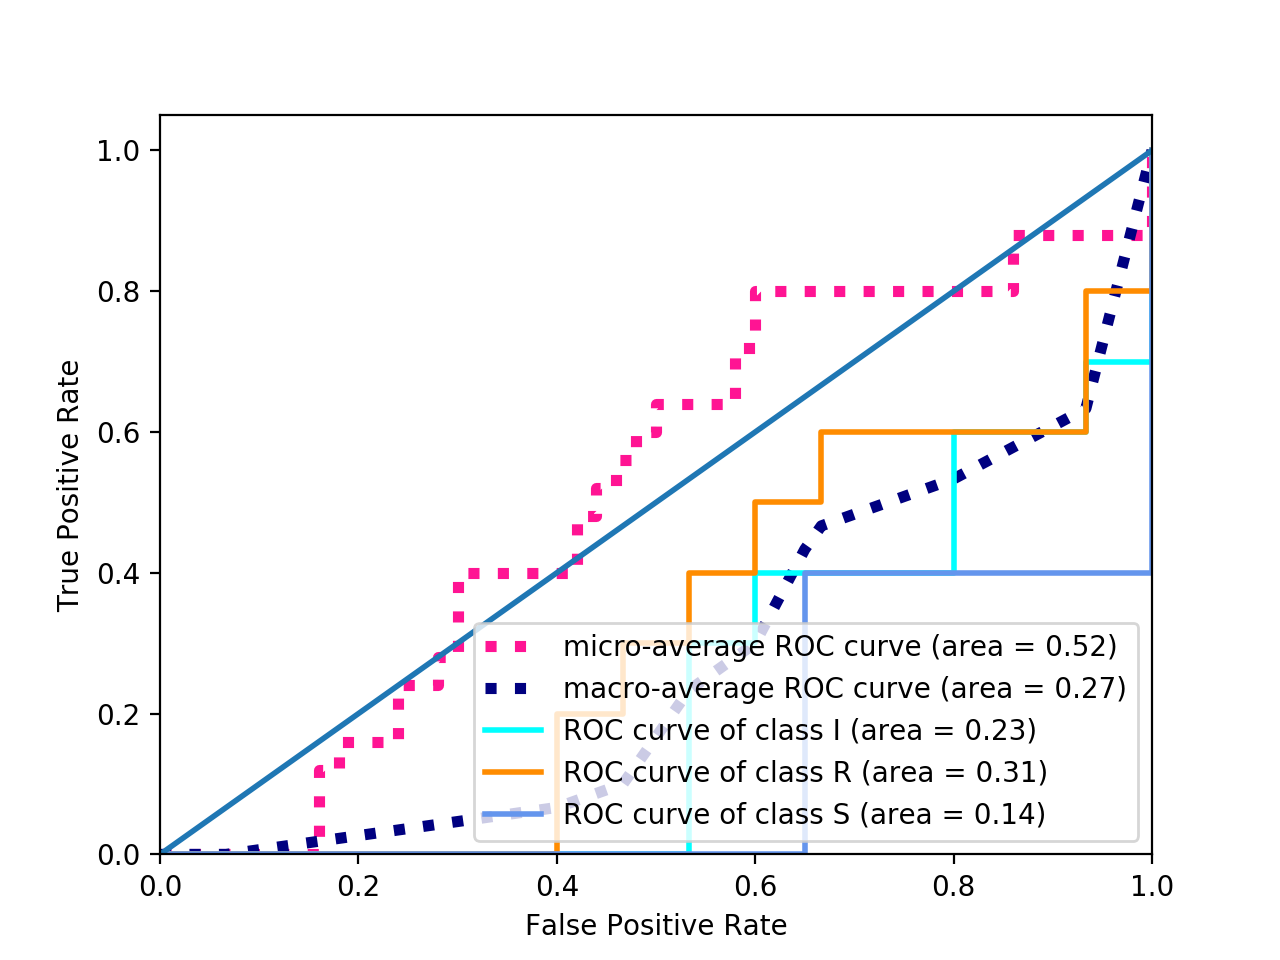 1.0
0.8
0.6
0.4
0.2
0.0
True Positive Rate
micro-average ROC curve (area = 0.52)
macro-average ROC curve (area = 0.27)
ROC curve of class I (area = 0.23)
ROC curve of class R (area = 0.31)
ROC curve of class S (area = 0.14)
0.0 0.2 0.4 0.6 0.8 1.0
False Positive Rate